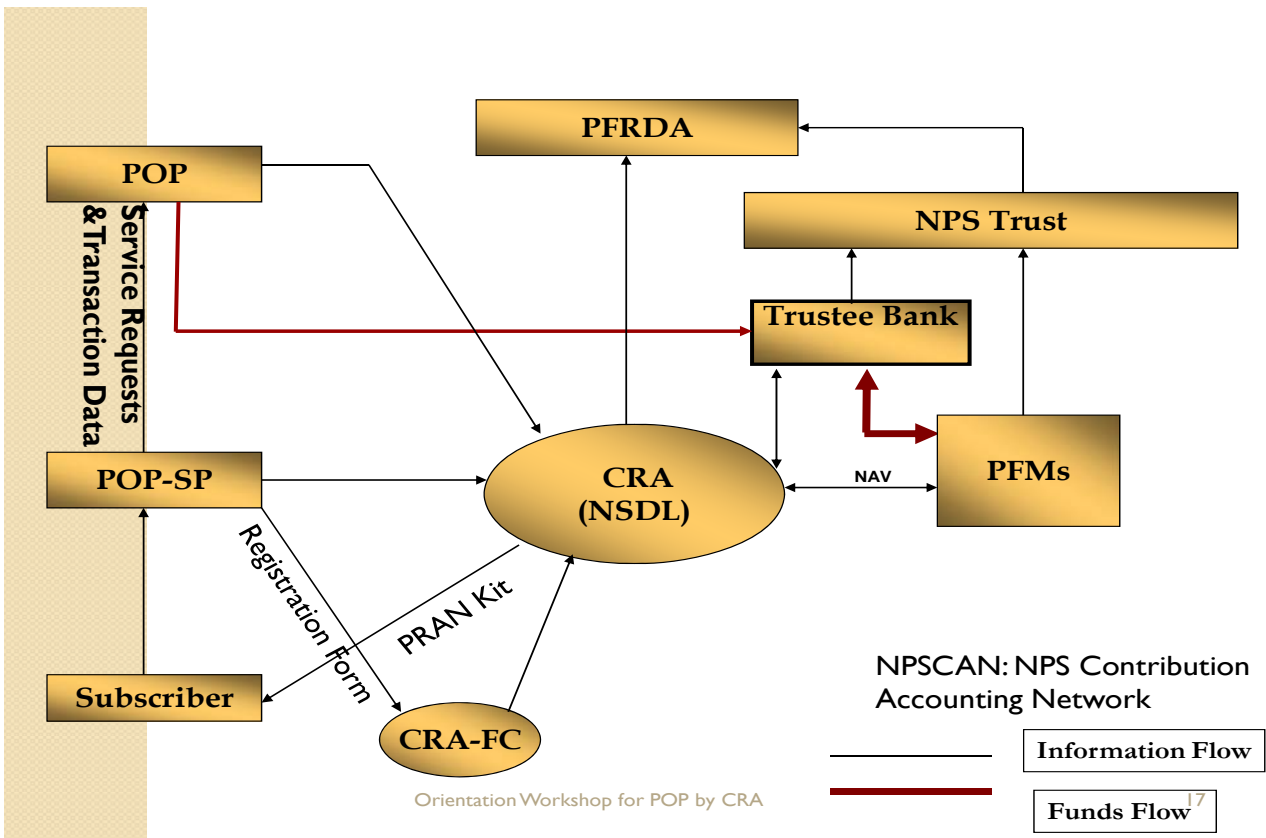 PFRDA
POP
NPS Trust
Service Requests
&Transaction Data
Trustee Bank
POP-SP
CRA
(NSDL)
NAV
PFMs
Registration Form
PRAN Kit
Subscriber
CRA-FC
NPSCAN: NPS Contribution
Accounting Network
Information Flow
Funds Flow
Orientation Workshop for POP by CRA
17